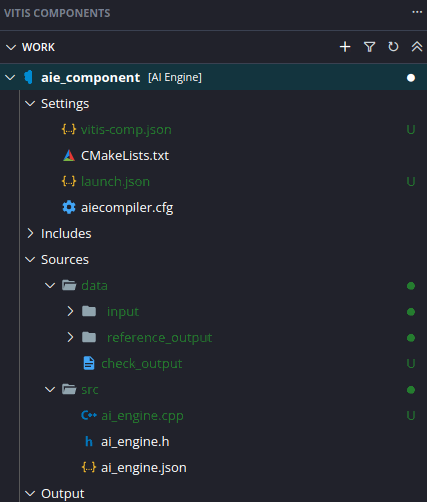 VITIS COMPONENTS
WORK
aie_component [AI Engine]
Settings
{..} vitis-comp.json U
CMakeLists.txt
{..} launch.json U
aiecompiler.cfg
Includes
Sources
data
input
reference_output
check_output U
src
C++ ai_engine.cpp U
h ai_engine.h
{..} ai_engine.json
Output